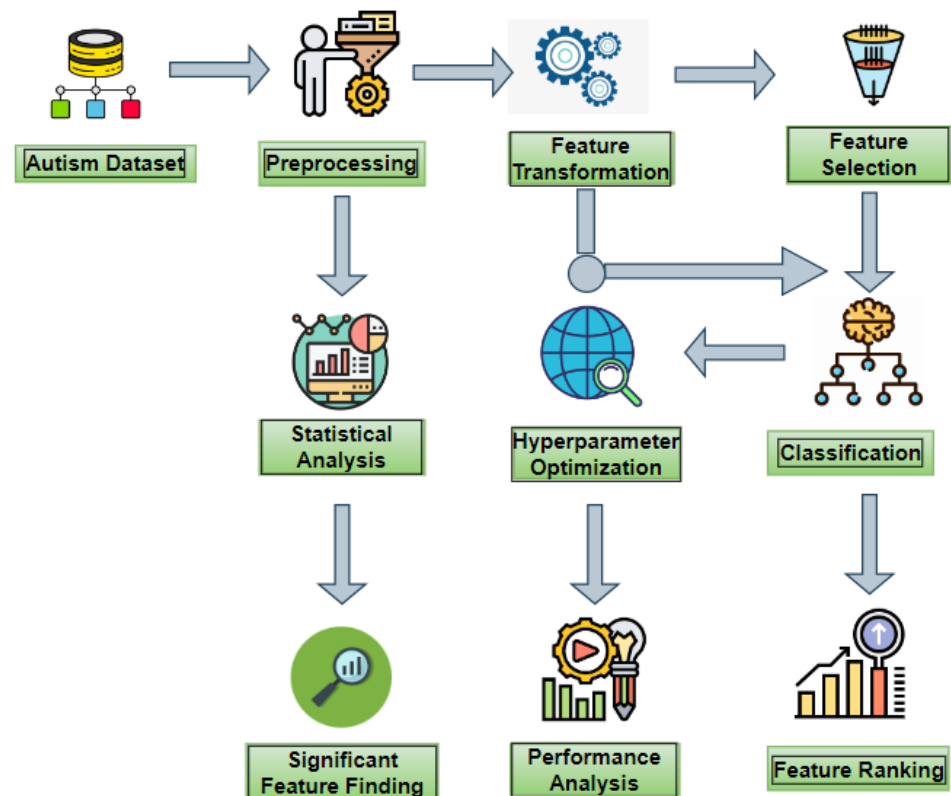 Autism Dataset
Preprocessing
Feature
Transformation
Feature
Selection
Statistical
Analysis
Hyperparameter
Optimization
Classification
Significant
Feature Finding
Performance
Analysis
Feature Ranking